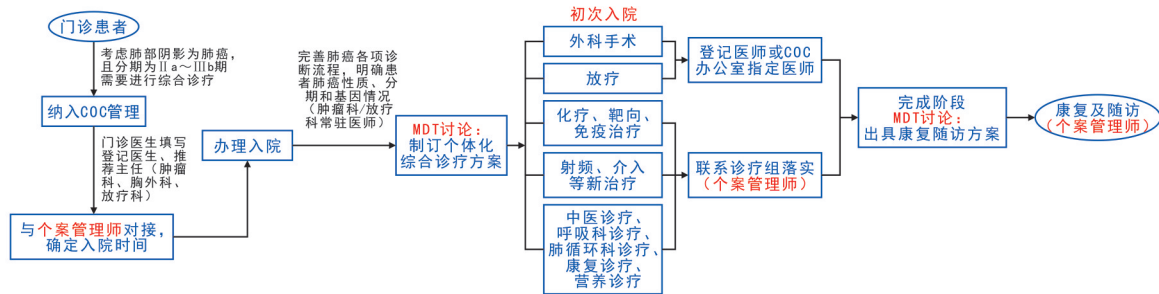 门诊患者
考虑肺部阴影为肺癌，
且分期为Ⅱa～Ⅲb期
需要进行综合诊疗
纳入COC管理
门诊医生填写
登记医生、推
荐主任（肿瘤
科、胸外科、
放疗科）
与个案管理师对接，
确定入院时间
办理入院
完善肺癌各项诊
断流程，明确患
者肺癌性质、分
期和基因情况
（肿瘤科/放疗
科常驻医师）
MDT讨论：
制订个体化
综合诊疗方案
初次入院
外科手术
放疗
化疗、靶向、
免疫治疗
射频、介入
等新治疗
中医诊疗、
呼吸科诊疗、
肺循环科诊疗、
康复诊疗、
营养诊疗
登记医师或COC
办公室指定医师
联系诊疗组落实
（个案管理师）
完成阶段
MDT讨论：
出具康复随访方案
康复及随访
（个案管理师）